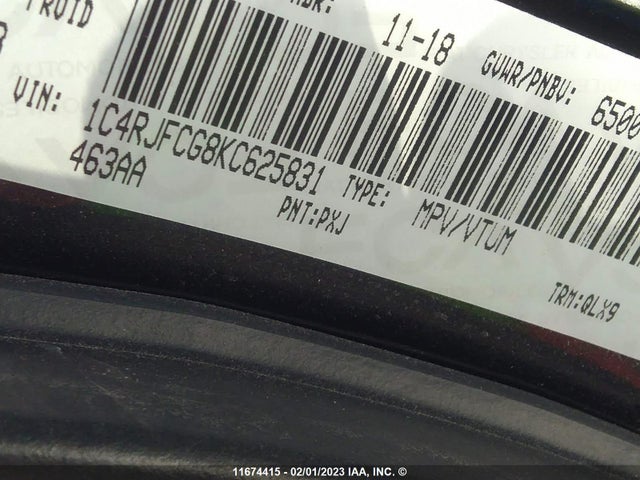 MDR: 11-18 GVWR/PNBV: 6500
VIN: 1C4RJFCG8KC625831 TYPE: MPV/VTUM
463AA PNT:PXJ TRM:QLX9
11674415 - 02/01/2023 IAA, INC. ©